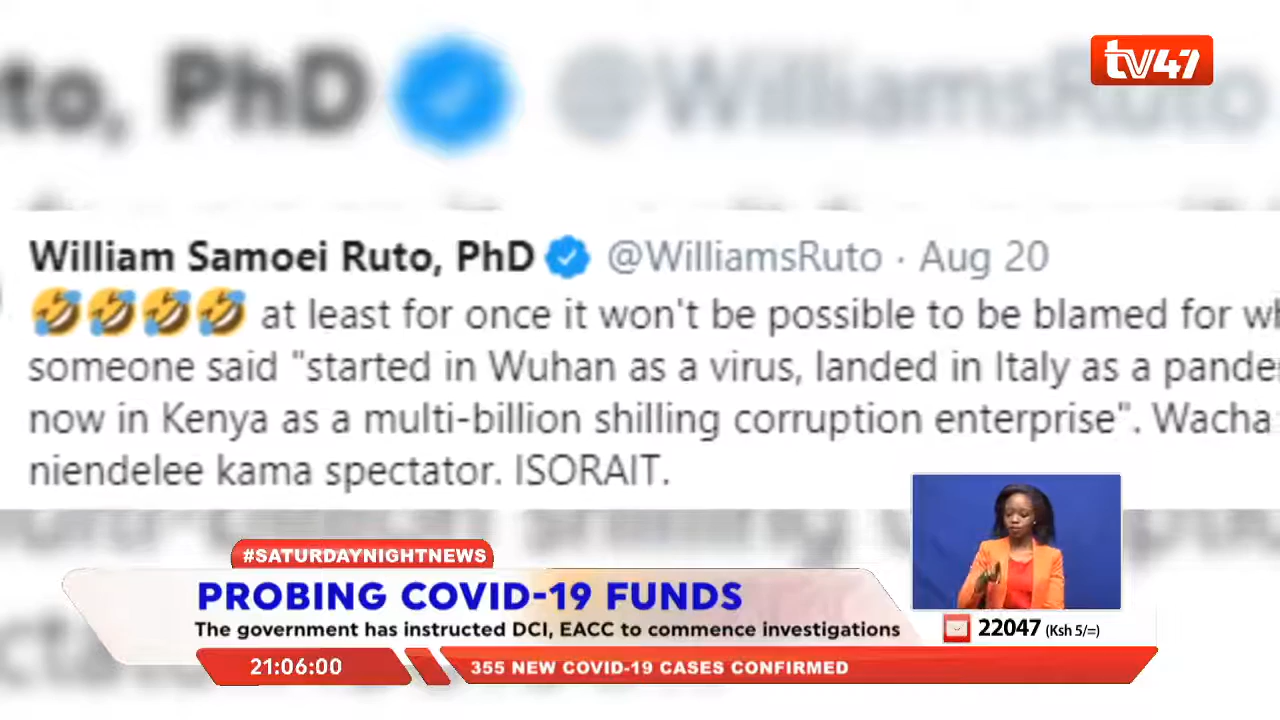 to, PhD @WilliamsRuto
tv47
William Samoei Ruto, PhD @WilliamsRuto · Aug 20
🤣🤣🤣🤣 at least for once it won't be possible to be blamed for
someone said "started in Wuhan as a virus, landed in Italy as a
now in Kenya as a multi-billion shilling corruption enterprise". Wacha
niendelee kama spectator. ISORAIT.
#SATURDAYNIGHTNEWS
PROBING COVID-19 FUNDS
The government has instructed DCI, EACC to commence investigations
22047 (Ksh 5/=)
21:06:00
355 NEW COVID-19 CASES CONFIRMED